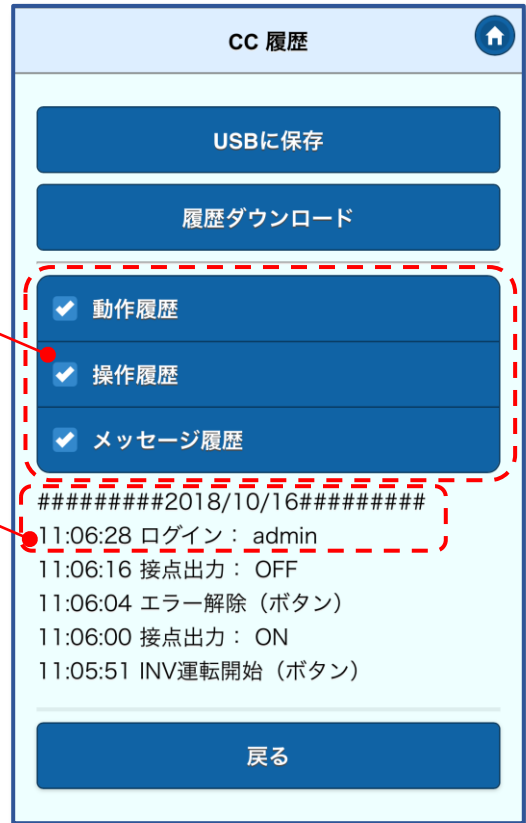 CC 履歴
USBに保存
履歴ダウンロード
動作履歴
操作履歴
メッセージ履歴
#########2018/10/16#########
11:06:28 ログイン： admin
11:06:16 接点出力： OFF
11:06:04 エラー解除（ボタン）
11:06:00 接点出力： ON
11:05:51 INV運転開始（ボタン）
戻る